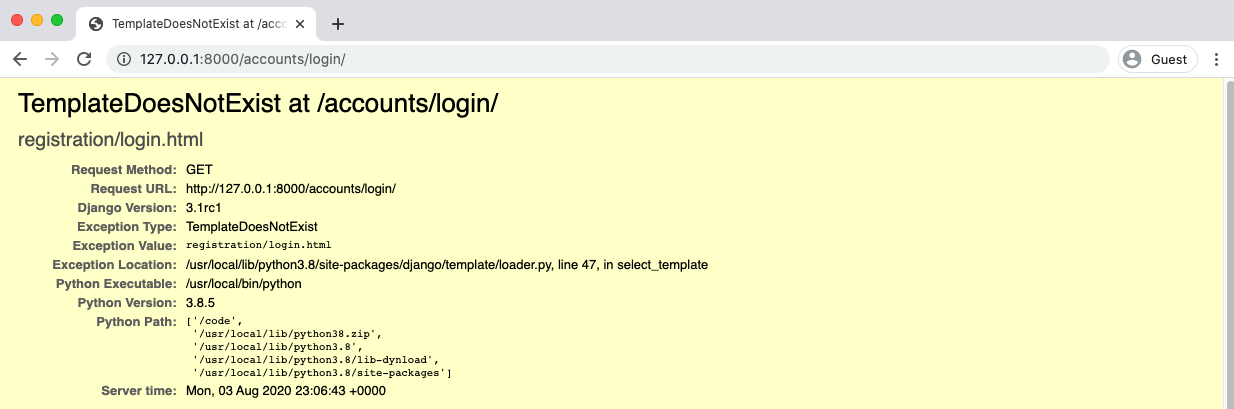 TemplateDoesNotExist at /acco
127.0.0.1:8000/accounts/login/
Guest
TemplateDoesNotExist at /accounts/login/
registration/login.html
Request Method: GET
Request URL: http://127.0.0.1:8000/accounts/login/
Django Version: 3.1rc1
Exception Type: TemplateDoesNotExist
Exception Value: registration/login.html
Exception Location: /usr/local/lib/python3.8/site-packages/django/template/loader.py, line 47, in select_template
Python Executable: /usr/local/bin/python
Python Version: 3.8.5
Python Path: ['/code',
'/usr/local/lib/python38.zip',
'/usr/local/lib/python3.8',
'/usr/local/lib/python3.8/lib-dynload',
'/usr/local/lib/python3.8/site-packages']
Server time: Mon, 03 Aug 2020 23:06:43 +0000